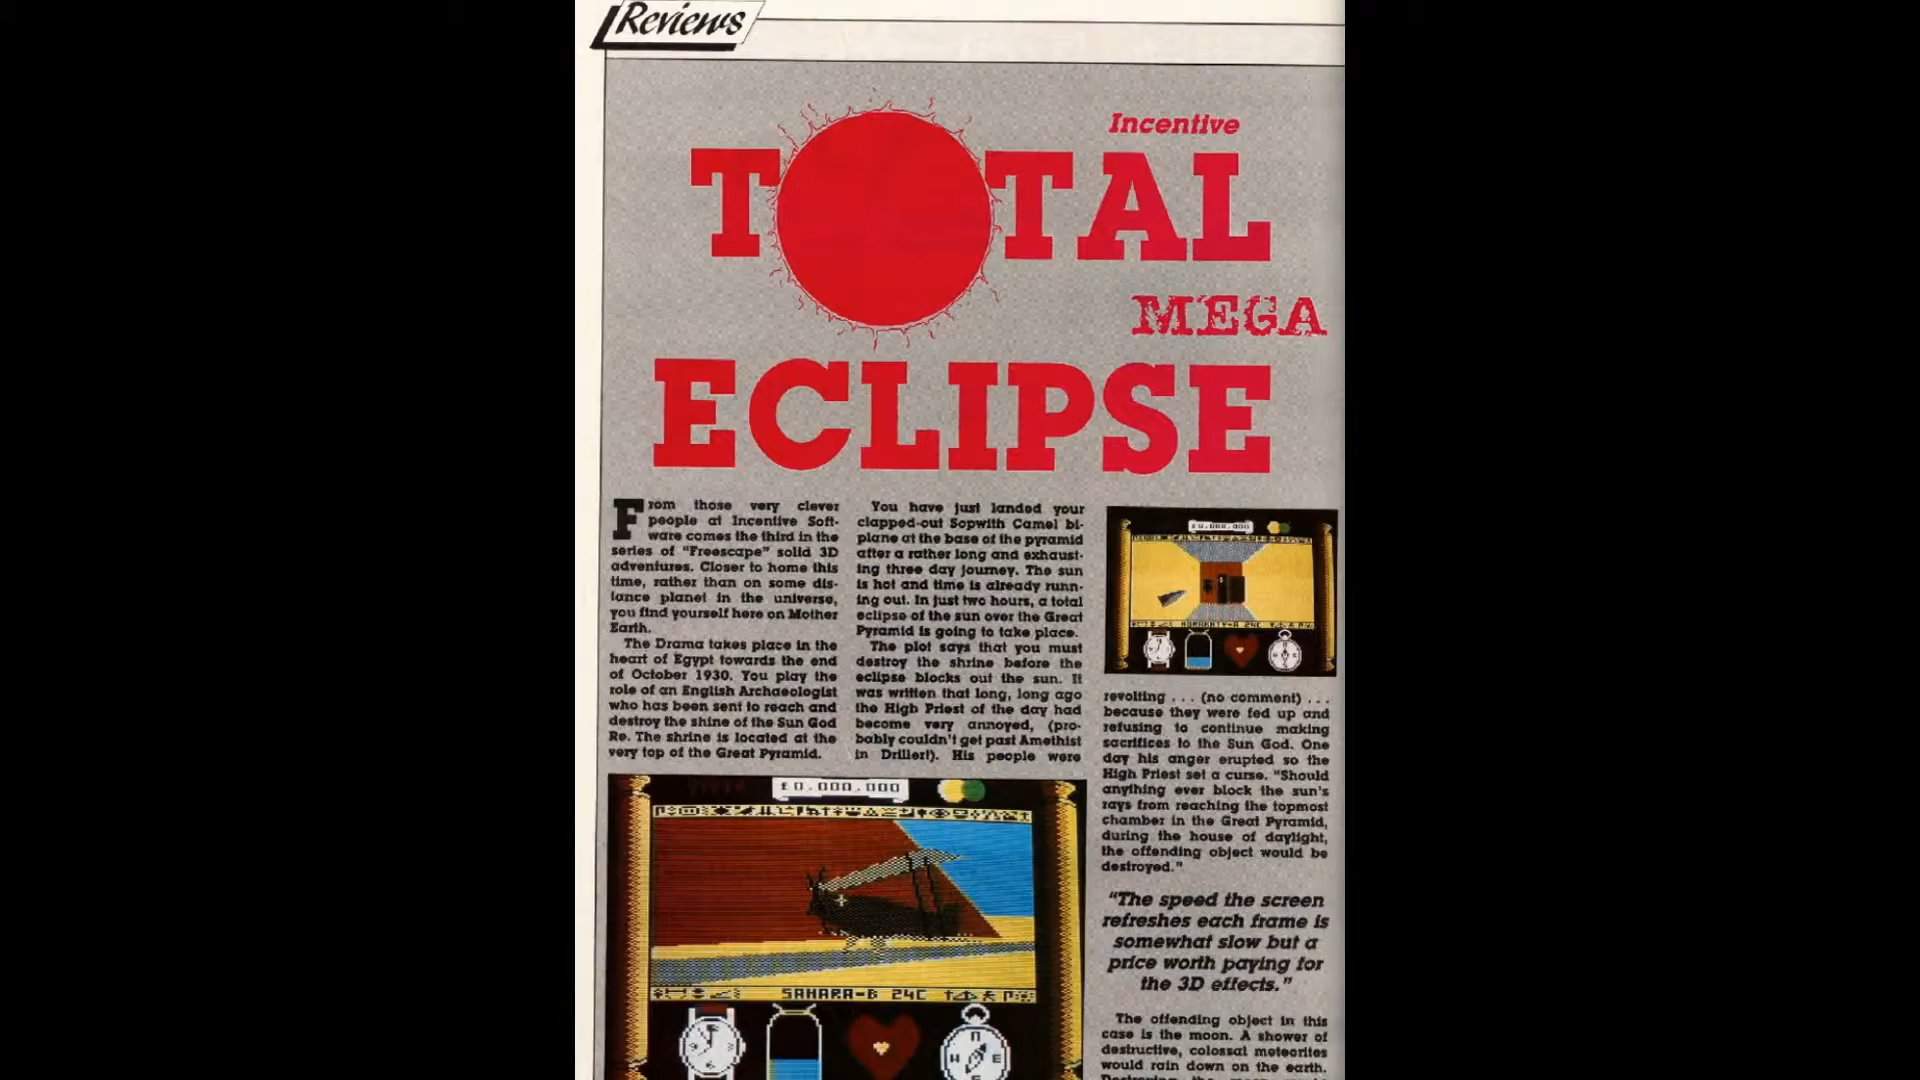 Reviews
Incentive
TOTAL
MEGA
ECLIPSE
From those very clever
people at Incentive Soft-
ware comes the third in the
series of "Freescape" solid 3D
adventures. Closer to home this
time, rather than on some dis-
tance planet in the universe,
you find yourself here on Mother
Earth.
The Drama takes place in the
heart of Egypt towards the end
of October 1930. You play the
role of an English Archaeologist
who has been sent to reach and
destroy the shine of the Sun God
Re. The shrine is located at the
very top of the Great Pyramid.
You have just landed your
clapped-out Sopwith Camel bi-
plane at the base of the pyramid
after a rather long and exhaust-
ing three day journey. The sun
is hot and time is already runn-
ing out. In just two hours, a total
eclipse of the sun over the Great
Pyramid is going to take place.
The plot says that you must
destroy the shrine before the
eclipse blocks out the sun. It
was written that long, long ago
the High Priest of the day had
become very annoyed, (pro-
bably couldn't get past Amethist
in Driller!). His people were
£0.000.000
revolting . . . (no comment) . . .
because they were fed up and
refusing to continue making
sacrifices to the Sun God. One
day his anger erupted so the
High Priest set a curse. "Should
anything ever block the sun's
rays from reaching the topmost
chamber in the Great Pyramid,
during the house of daylight,
the offending object would be
destroyed."
"The speed the screen
refreshes each frame is
somewhat slow but a
price worth paying for
the 3D effects."
The offending object in this
case is the moon. A shower of
destructive, colossal meteorites
would rain down on the earth.
£0.000.000
SAHARA-B 24C